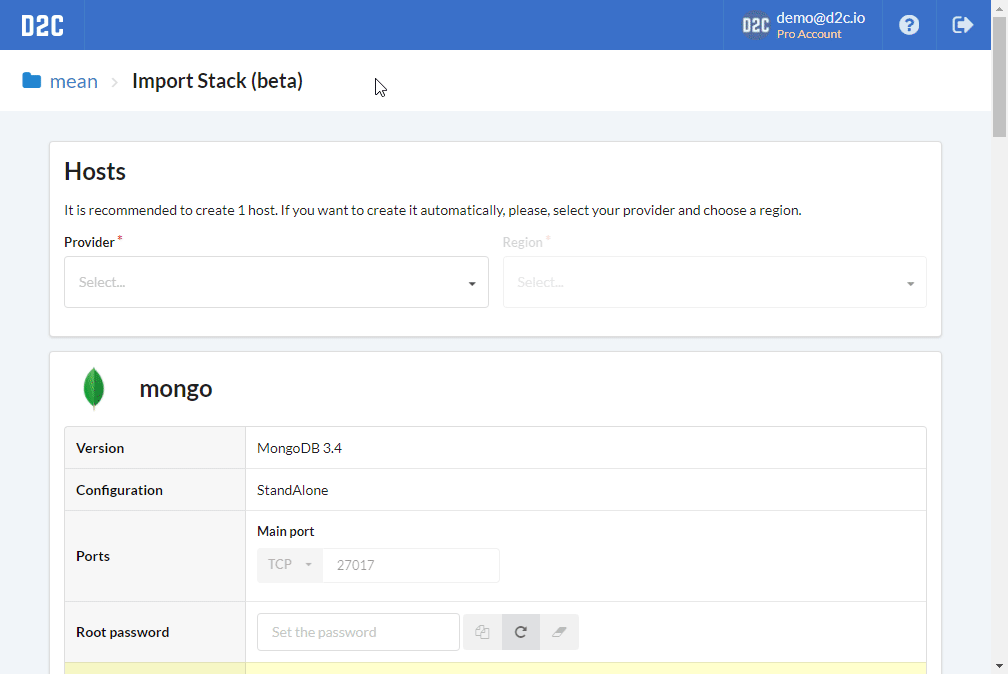 D2C
D2C demo@d2c.io
Pro Account
mean Import Stack (beta)
Hosts
It is recommended to create 1 host. If you want to create it automatically, please, select your provider and choose a region.
Provider * Region *
Select... Select...
mongo
Version MongoDB 3.4
Configuration StandAlone
Main port
Ports
TCP 27017
Root password Set the password